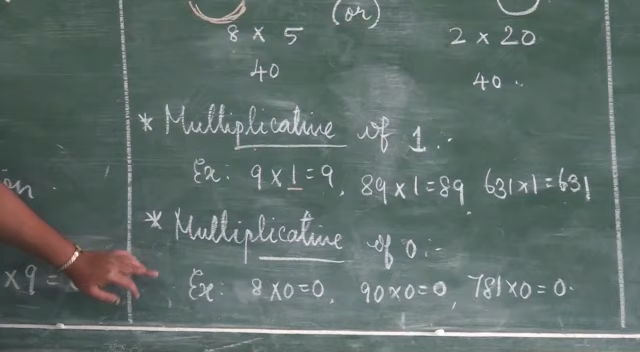 (or)
8 × 5 2 × 20
40 40
* Multiplicative of 1 :-
Ex: 9 × 1 = 9, 89 × 1 = 89, 631 × 1 = 631
* Multiplicative of 0 :-
× 9 = Ex: 8 × 0 = 0, 90 × 0 = 0, 781 × 0 = 0.